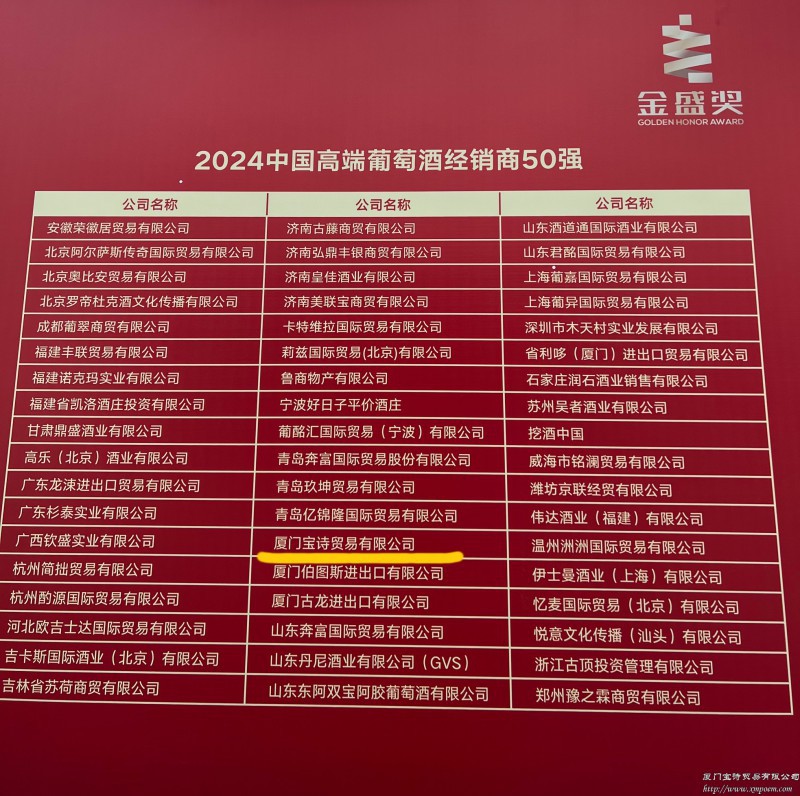 金盛奖
GOLDEN HONOR AWARD
2024中国高端葡萄酒经销商50强
公司名称 公司名称 公司名称
安徽荣徽居贸易有限公司 济南古藤商贸有限公司 山东酒道通国际酒业有限公司
北京阿尔萨斯传奇国际贸易有限公司 济南弘鼎丰银商贸有限公司 山东君酩国际贸易有限公司
北京奥比安贸易有限公司 济南皇佳酒业有限公司 上海葡嘉国际贸易有限公司
北京罗帝杜克酒文化传播有限公司 济南美联宝商贸有限公司 上海葡异国际贸易有限公司
成都葡翠商贸有限公司 卡特维拉国际贸易有限公司 深圳市木天村实业发展有限公司
福建丰联贸易有限公司 莉兹国际贸易(北京)有限公司 省利哆（厦门）进出口贸易有限公司
福建诺克玛实业有限公司 鲁商物产有限公司 石家庄润石酒业销售有限公司
福建省凯洛酒庄投资有限公司 宁波好日子平价酒庄 苏州吴者酒业有限公司
甘肃鼎盛酒业有限公司 葡酩汇国际贸易（宁波）有限公司 挖酒中国
高乐（北京）酒业有限公司 青岛奔富国际贸易股份有限公司 威海市铭澜贸易有限公司
广东龙涑进出口贸易有限公司 青岛玖坤贸易有限公司 潍坊京联经贸有限公司
广东杉泰实业有限公司 青岛亿锦隆国际贸易有限公司 伟达酒业（福建）有限公司
广西钦盛实业有限公司 厦门宝诗贸易有限公司 温州洲洲国际贸易有限公司
杭州简拙贸易有限公司 厦门伯图斯进出口有限公司 伊士曼酒业（上海）有限公司
杭州酌源国际贸易有限公司 厦门古龙进出口有限公司 忆麦国际贸易（北京）有限公司
河北欧吉士达国际贸易有限公司 山东奔富国际贸易有限公司 悦意文化传播（汕头）有限公司
吉卡斯国际酒业（北京）有限公司 山东丹尼酒业有限公司（GVS） 浙江古顶投资管理有限公司
吉林省苏荷商贸有限公司 山东东阿双宝阿胶葡萄酒有限公司 郑州豫之霖商贸有限公司
厦门宝诗贸易有限公司
http://www.xmpoem.com